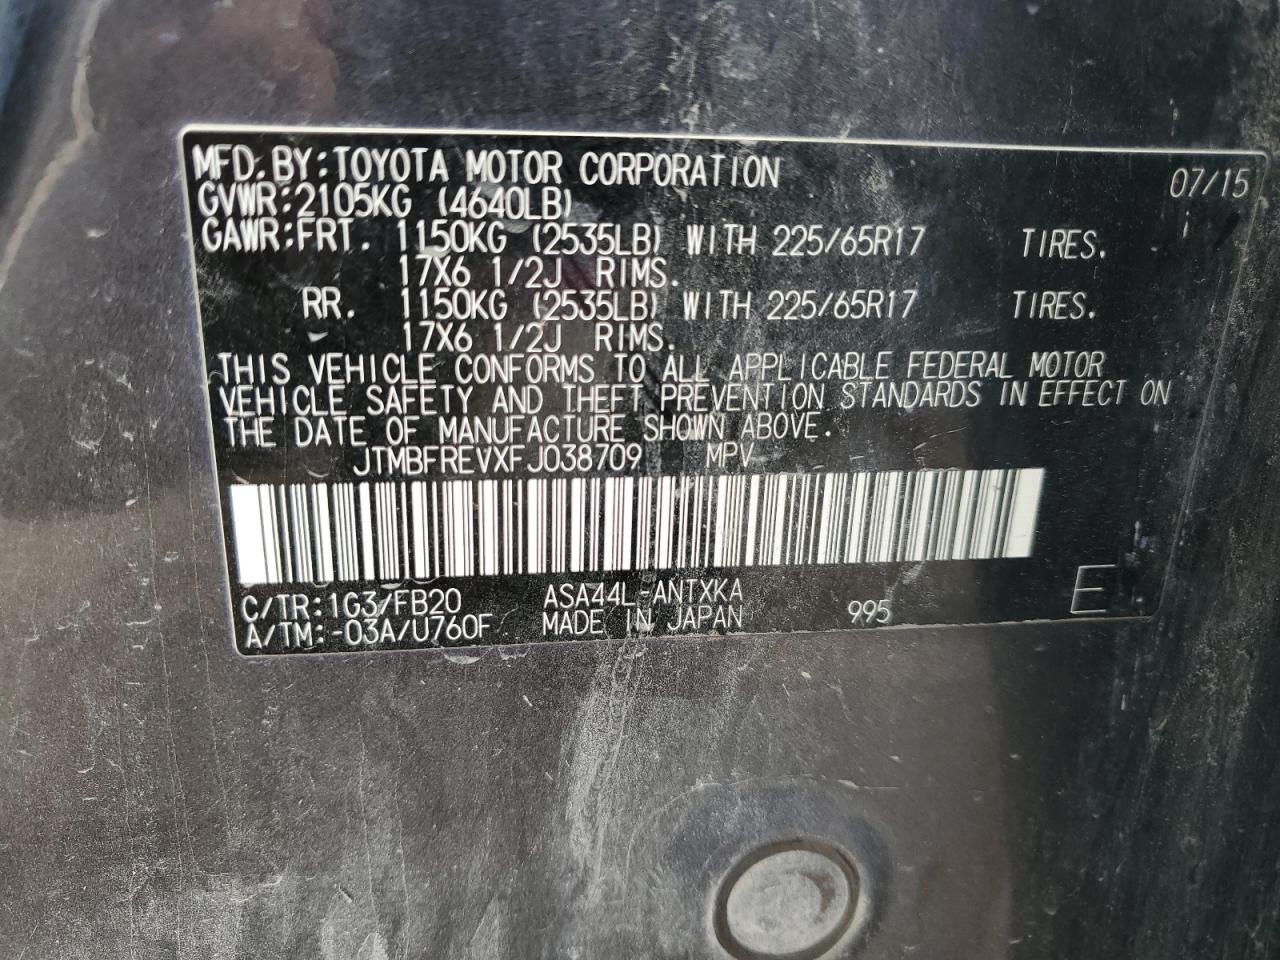 MFD. BY: TOYOTA MOTOR CORPORATION 07/15
GVWR: 2105KG (4640LB)
GAWR: FRT. 1150KG (2535LB) WITH 225/65R17 TIRES.
17X6 1/2J RIMS.
RR. 1150KG (2535LB) WITH 225/65R17 TIRES.
17X6 1/2J RIMS.
THIS VEHICLE CONFORMS TO ALL APPLICABLE FEDERAL MOTOR
VEHICLE SAFETY AND THEFT PREVENTION STANDARDS IN EFFECT ON
THE DATE OF MANUFACTURE SHOWN ABOVE.
JTMBFREVXFJ038709 MPV
C/TR: 1G3/FB20 ASA44L-ANTXKA
A/TM: -03A/U760F MADE IN JAPAN 995 E